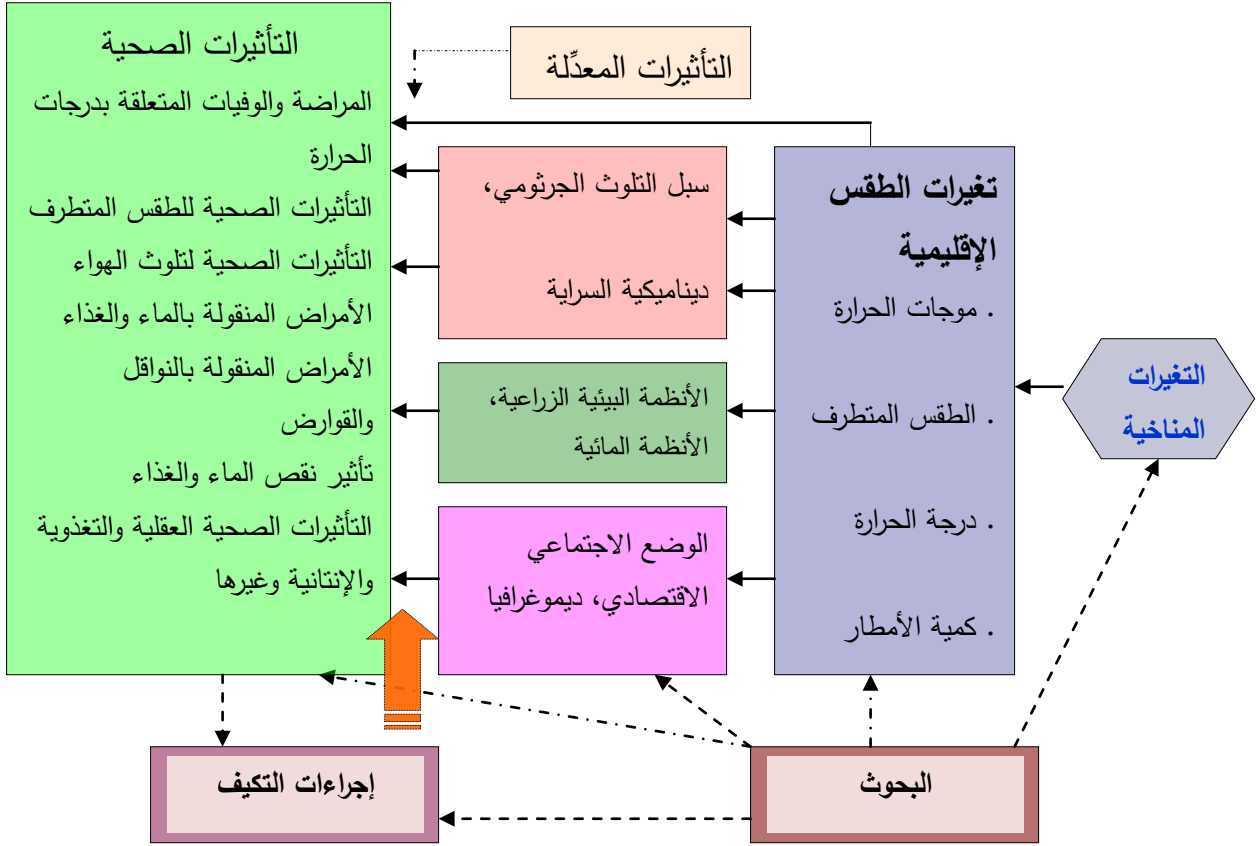 التأثيرات المعدِّلة
التغيرات
المناخية
تغيرات الطقس
الإقليمية
. موجات الحرارة
. الطقس المتطرف
. درجة الحرارة
. كمية الأمطار
سبل التلوث الجرثومي،
ديناميكية السراية
الأنظمة البيئية الزراعية،
الأنظمة المائية
الوضع الاجتماعي
الاقتصادي، ديموغرافيا
التأثيرات الصحية
المراضة والوفيات المتعلقة بدرجات
الحرارة
التأثيرات الصحية للطقس المتطرف
التأثيرات الصحية لتلوث الهواء
الأمراض المنقولة بالماء والغذاء
الأمراض المنقولة بالنواقل
والقوارض
تأثير نقص الماء والغذاء
التأثيرات الصحية العقلية والتغذوية
والإنتانية وغيرها
البحوث
إجراءات التكيف